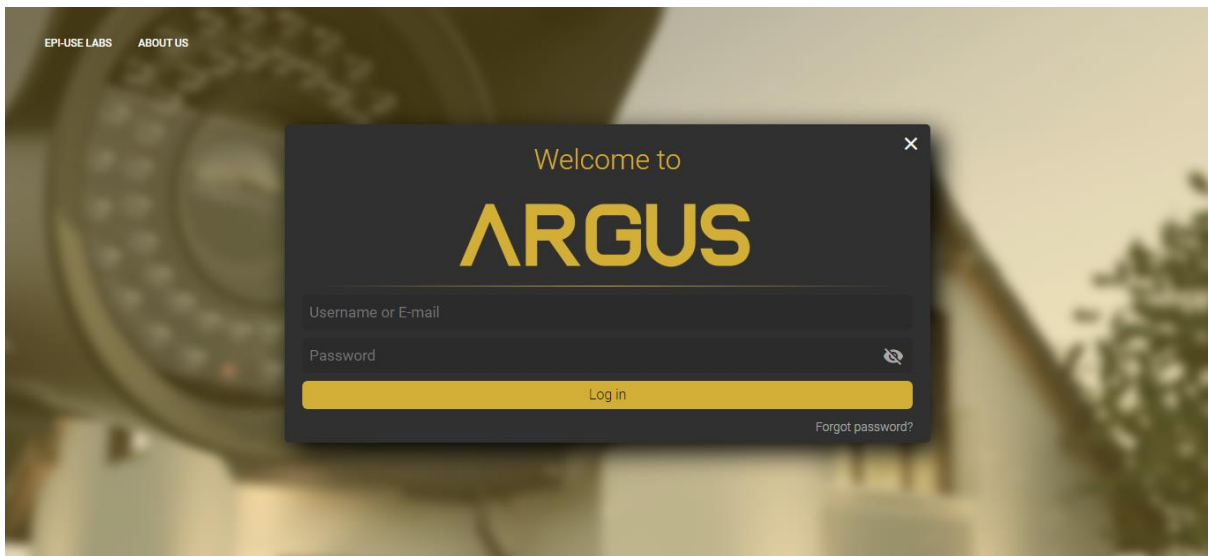 EPI-USE LABS ABOUT US
Welcome to
ARGUS
Username or E-mail
Password
Log in
Forgot password?